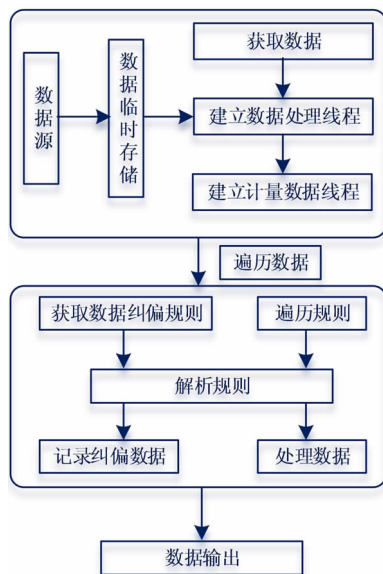 获取数据
数据源
数据临时存储
建立数据处理线程
建立计量数据线程
遍历数据
获取数据纠偏规则
遍历规则
解析规则
记录纠偏数据
处理数据
数据输出